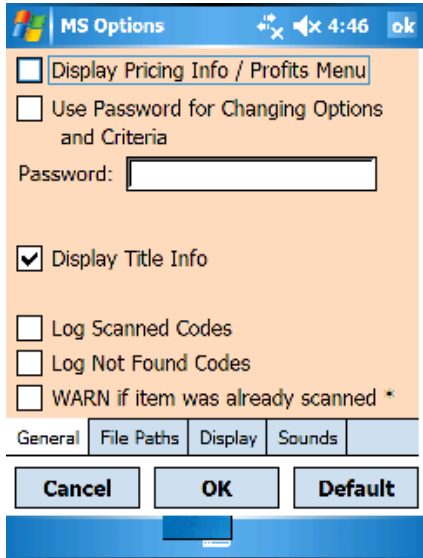 MS Options 4:46 ok
Display Pricing Info / Profits Menu
Use Password for Changing Options
and Criteria
Password:
Display Title Info
Log Scanned Codes
Log Not Found Codes
WARN if item was already scanned *
General File Paths Display Sounds
Cancel OK Default